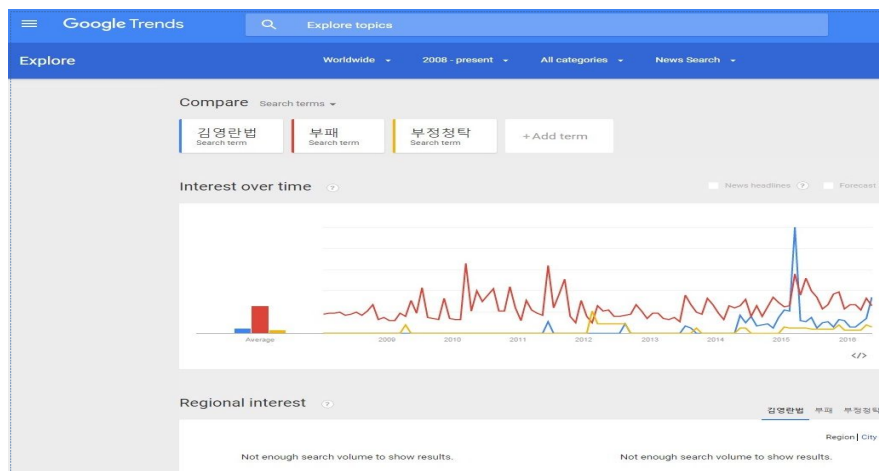 Google Trends
Explore topics
Explore
Worldwide
2008 - present
All categories
News Search
Compare Search terms
김영란법 부패 부정청탁 +Add term
Search term Search term Search term
Interest over time ?
News headlines ? Forecast
Average 2009 2010 2011 2012 2013 2014 2015 2016
</>
Regional interest ?
김영란법 부패 부정청탁
Region | City
Not enough search volume to show results. Not enough search volume to show results.